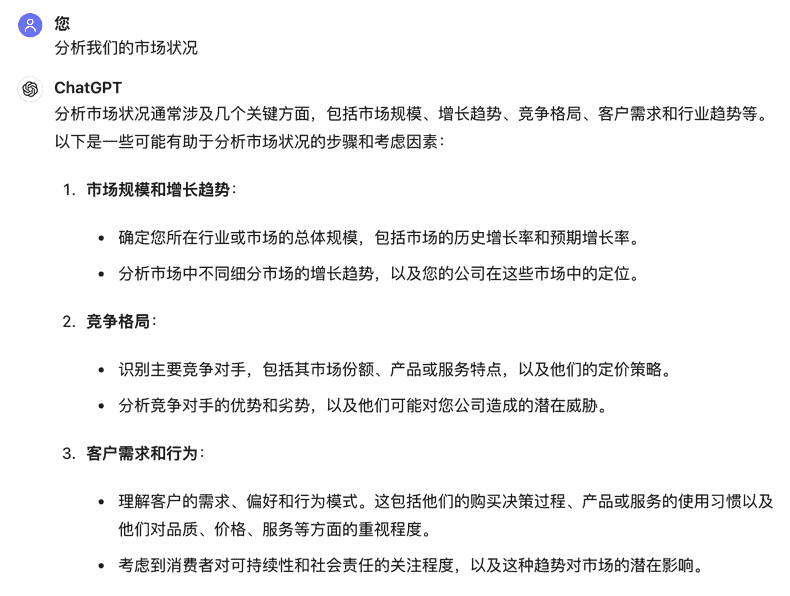 您
分析我们的市场状况
ChatGPT
分析市场状况通常涉及几个关键方面，包括市场规模、增长趋势、竞争格局、客户需求和行业趋势等。
以下是一些可能有助于分析市场状况的步骤和考虑因素：
1. 市场规模和增长趋势：
• 确定您所在行业或市场的总体规模，包括市场的历史增长率和预期增长率。
• 分析市场中不同细分市场的增长趋势，以及您的公司在这些市场中的定位。
2. 竞争格局：
• 识别主要竞争对手，包括其市场份额、产品或服务特点，以及他们的定价策略。
• 分析竞争对手的优势和劣势，以及他们可能对您公司造成的潜在威胁。
3. 客户需求和行为：
• 理解客户的需求、偏好和行为模式。这包括他们的购买决策过程、产品或服务的使用习惯以及
他们对品质、价格、服务等方面的重视程度。
• 考虑到消费者对可持续性和社会责任的关注程度，以及这种趋势对市场的潜在影响。